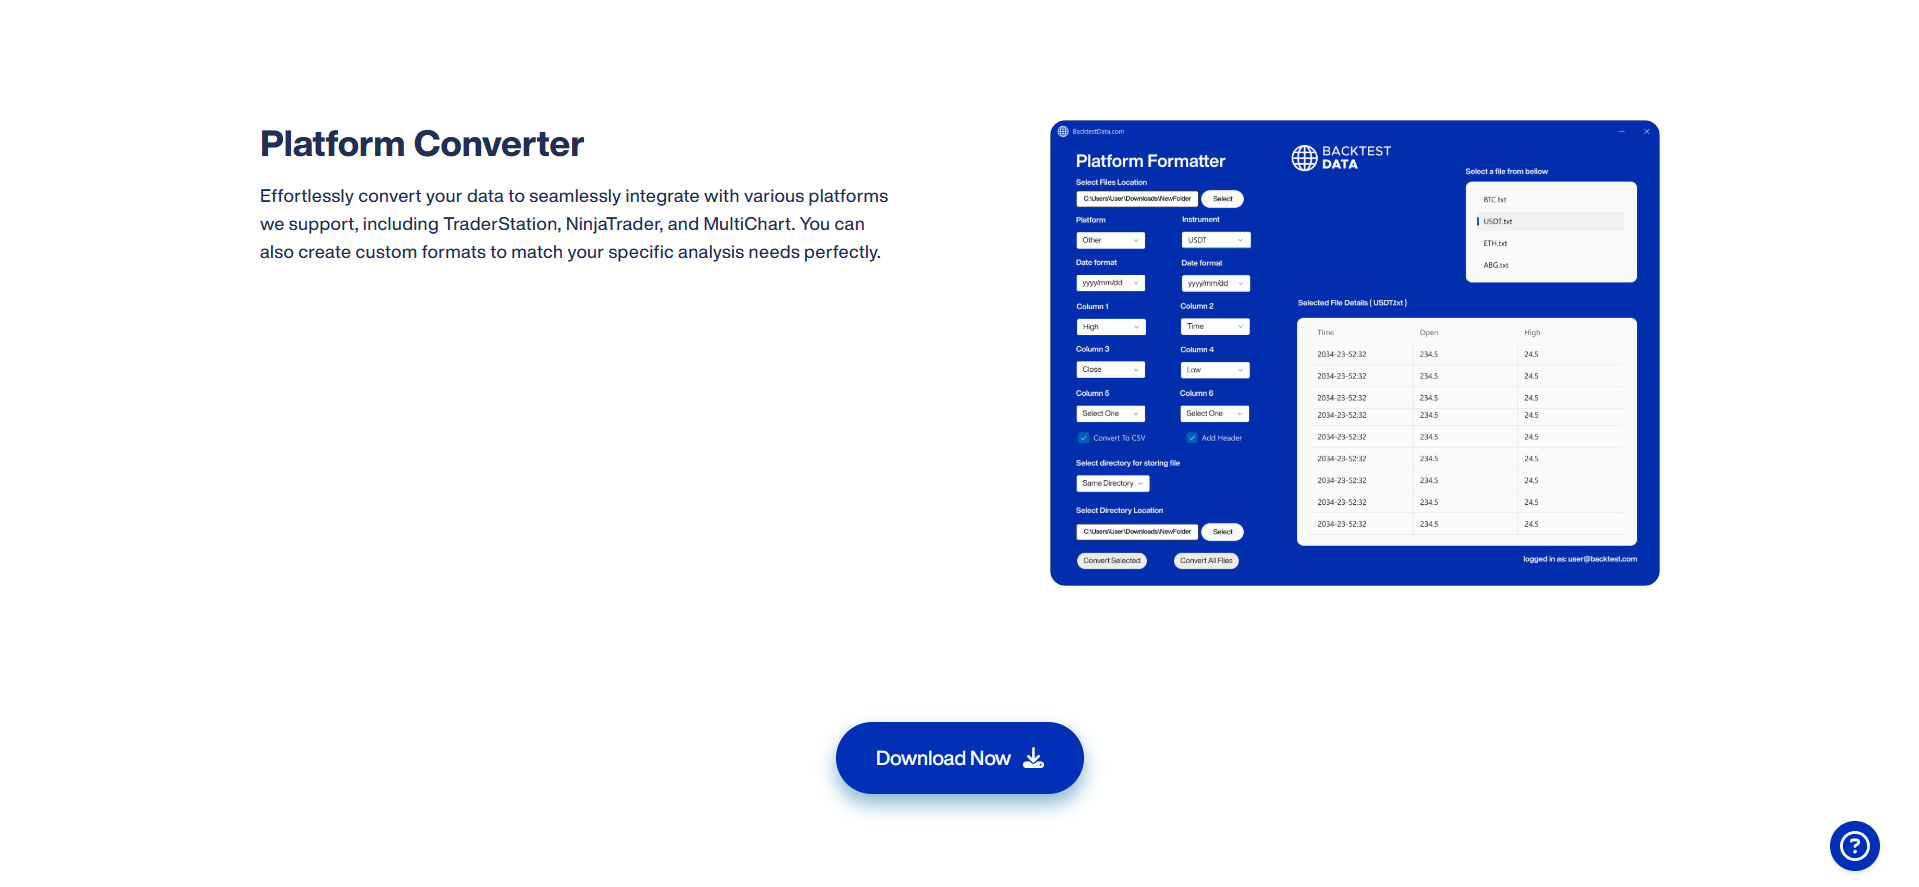 Platform Converter
Effortlessly convert your data to seamlessly integrate with various platforms
we support, including TraderStation, NinjaTrader, and MultiChart. You can
also create custom formats to match your specific analysis needs perfectly.
BacktestData.com
Platform Formatter
BACKTEST
DATA
Select Files Location
C:\Users\User\Downloads\NewFolder Select
Platform Instrument
Other USDT
Date format Date format
yyyy/mm/dd yyyy/mm/dd
Column 1 Column 2
High Time
Column 3 Column 4
Close Low
Column 5 Column 6
Select One Select One
Convert To CSV Add Header
Select directory for storing file
Same Directory
Select Directory Location
C:\Users\User\Downloads\NewFolder Select
Convert Selected Convert All Files
Select a file from bellow
BTC.txt
USDT.txt
ETH.txt
ABG.txt
Selected File Details ( USDT.txt )
Time Open High
2034-23-52:32 234.5 24.5
2034-23-52:32 234.5 24.5
2034-23-52:32 234.5 24.5
2034-23-52:32 234.5 24.5
2034-23-52:32 234.5 24.5
2034-23-52:32 234.5 24.5
2034-23-52:32 234.5 24.5
2034-23-52:32 234.5 24.5
2034-23-52:32 234.5 24.5
logged in as: user@backtest.com
Download Now
?